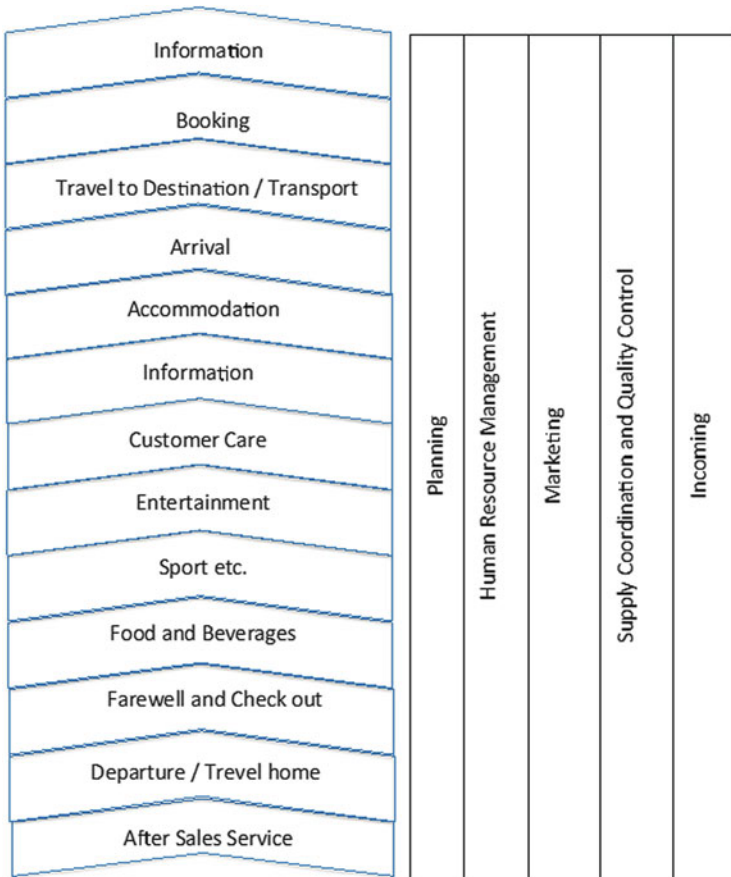 Information
Booking
Travel to Destination / Transport
Arrival
Accommodation
Information
Customer Care
Entertainment
Sport etc.
Food and Beverages
Farewell and Check out
Departure / Trevel home
After Sales Service
Planning
Human Resource Management
Marketing
Supply Coordination and Quality Control
Incoming